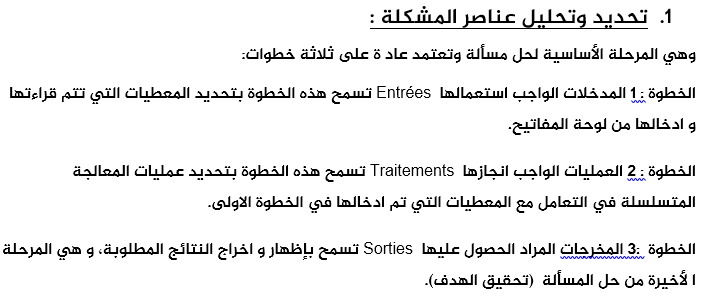 1. تحديد وتحليل عناصر المشكلة :
وهي المرحلة الأساسية لحل مسألة وتعتمد عاد ة على ثلاثة خطوات:
الخطوة : 1 المدخلات الواجب استعمالها Entrées تسمح هذه الخطوة بتحديد المعطيات التي تتم قراءتها
و ادخالها من لوحة المفاتيح.
الخطوة : 2 العمليات الواجب انجازها Traitements تسمح هذه الخطوة بتحديد عمليات المعالجة
المتسلسلة في التعامل مع المعطيات التي تم ادخالها في الخطوة الاولى.
الخطوة :3 المخرجات المراد الحصول عليها Sorties تسمح بإظهار و اخراج النتائج المطلوبة، و هي المرحلة
ا لأخيرة من حل المسألة (تحقيق الهدف).